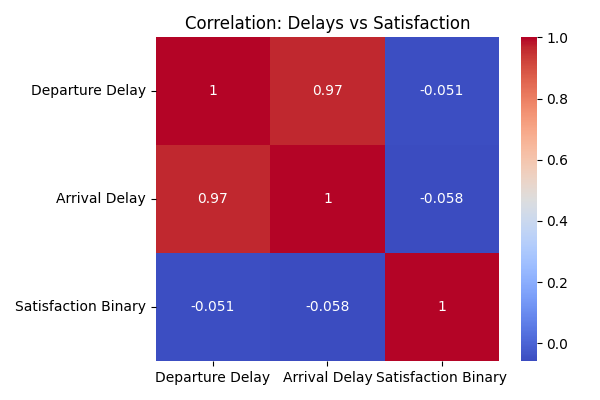 Correlation: Delays vs Satisfaction
Departure Delay
1
0.97
-0.051
Arrival Delay
0.97
1
-0.058
Satisfaction Binary
-0.051
-0.058
1
Departure Delay
Arrival Delay
Satisfaction Binary
1.0
0.8
0.6
0.4
0.2
0.0